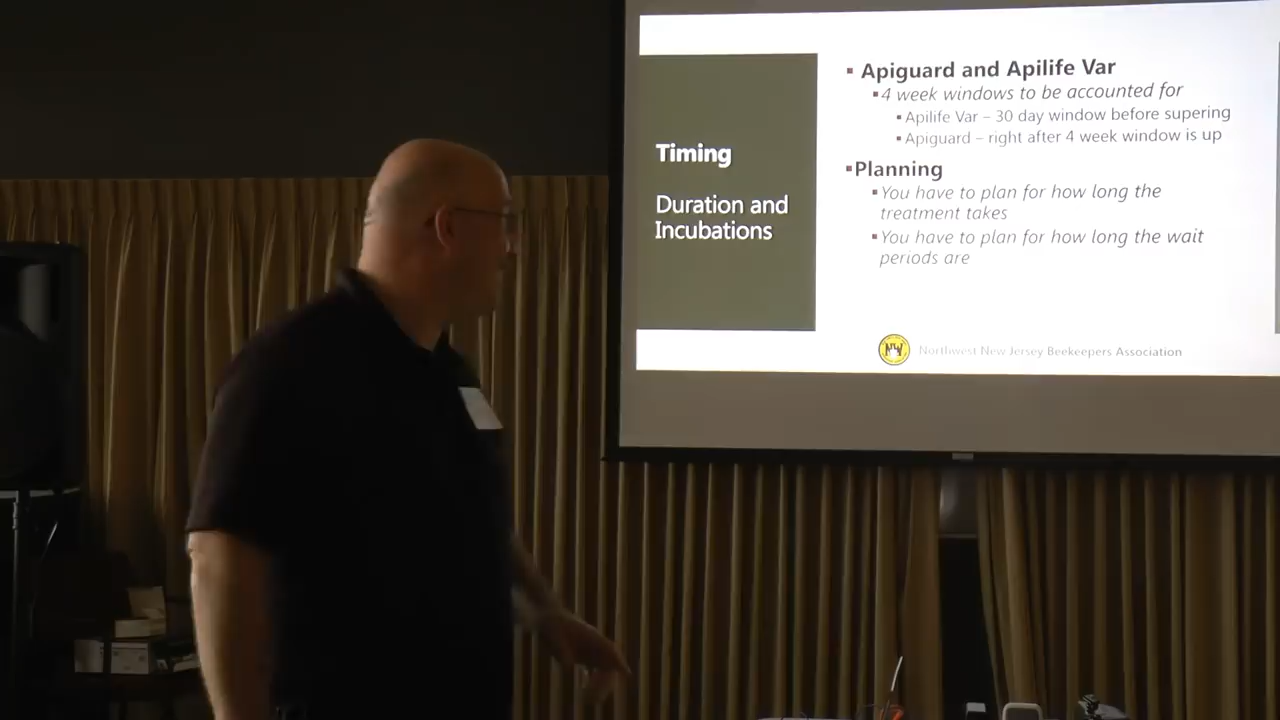 Timing
Duration and
Incubations
Apiguard and Apilife Var
4 week windows to be accounted for
Apilife Var – 30 day window before supering
Apiguard – right after 4 week window is up
Planning
You have to plan for how long the
treatment takes
You have to plan for how long the wait
periods are
NW
Northwest New Jersey Beekeepers Association